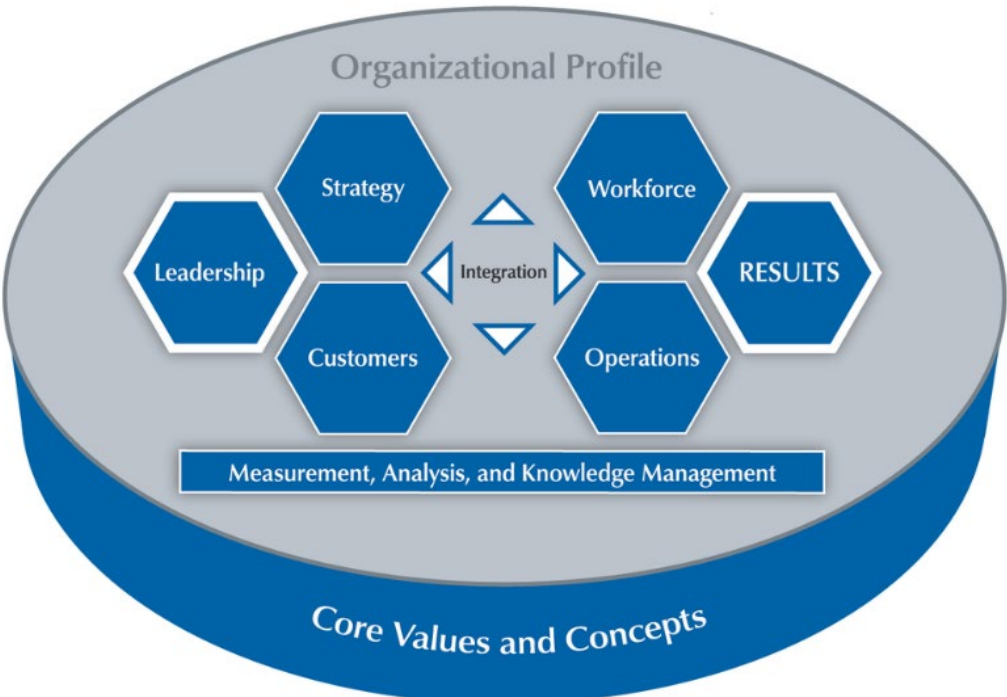 Organizational Profile
Strategy
Workforce
Leadership
Integration
RESULTS
Customers
Operations
Measurement, Analysis, and Knowledge Management
Core Values and Concepts